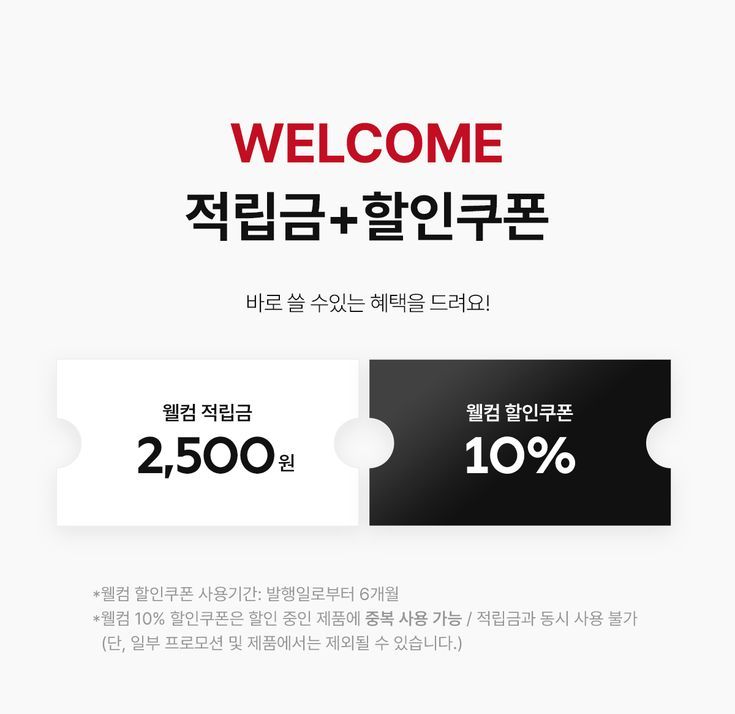 WELCOME
적립금+할인쿠폰
바로 쓸 수있는 혜택을 드려요!
웰컴 적립금
2,500원
웰컴 할인쿠폰
10%
*웰컴 할인쿠폰 사용기간: 발행일로부터 6개월
*웰컴 10% 할인쿠폰은 할인 중인 제품에 중복 사용 가능 / 적립금과 동시 사용 불가
(단, 일부 프로모션 및 제품에서는 제외될 수 있습니다.)